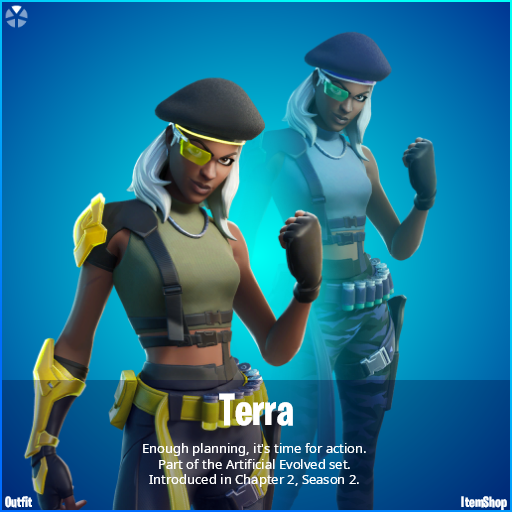 Terra
Enough planning, it's time for action.
Part of the Artificial Evolved set.
Introduced in Chapter 2, Season 2.
Outfit
ItemShop